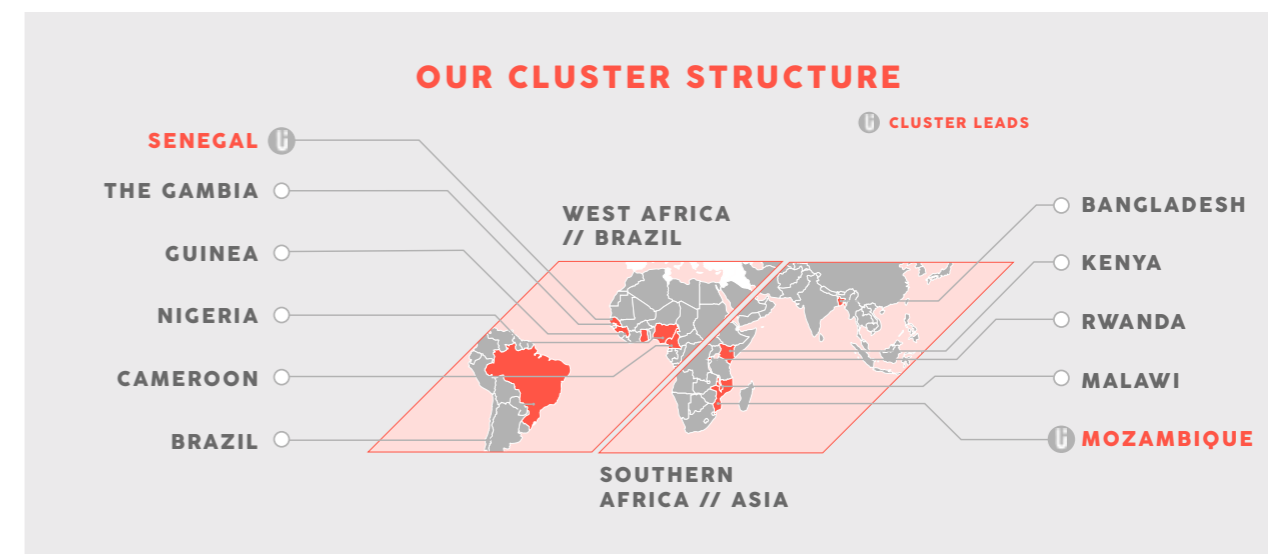 OUR CLUSTER STRUCTURE
CLUSTER LEADS
SENEGAL
THE GAMBIA
GUINEA
NIGERIA
CAMEROON
BRAZIL
WEST AFRICA
// BRAZIL
SOUTHERN
AFRICA // ASIA
BANGLADESH
KENYA
RWANDA
MALAWI
MOZAMBIQUE